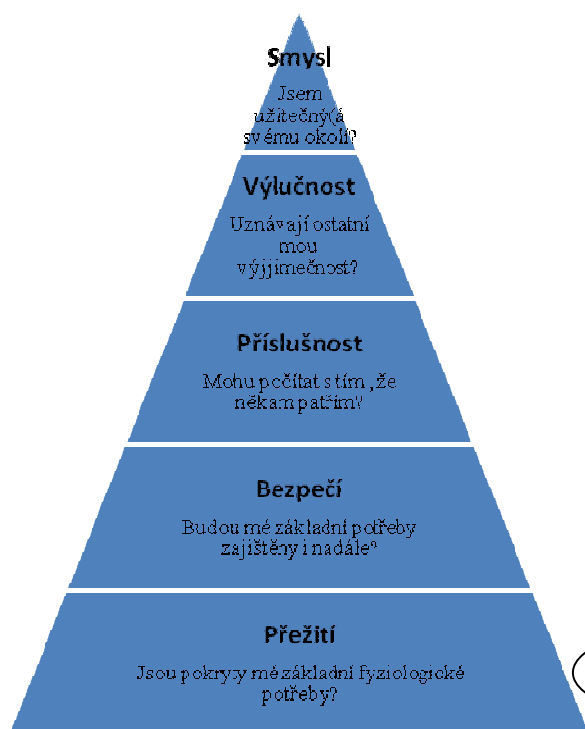 Smysl
Jsem
užitečný(á
svému okolí?
Výlučnost
Uznávají ostatní
mou
výjjimečnost?
Příslušnost
Mohu počítat s tím, že
někam patřím?
Bezpečí
Budou mé základní potřeby
zajištěny i nadále?
Přežití
Jsou pokryty mé základní fyziologické
potřeby?